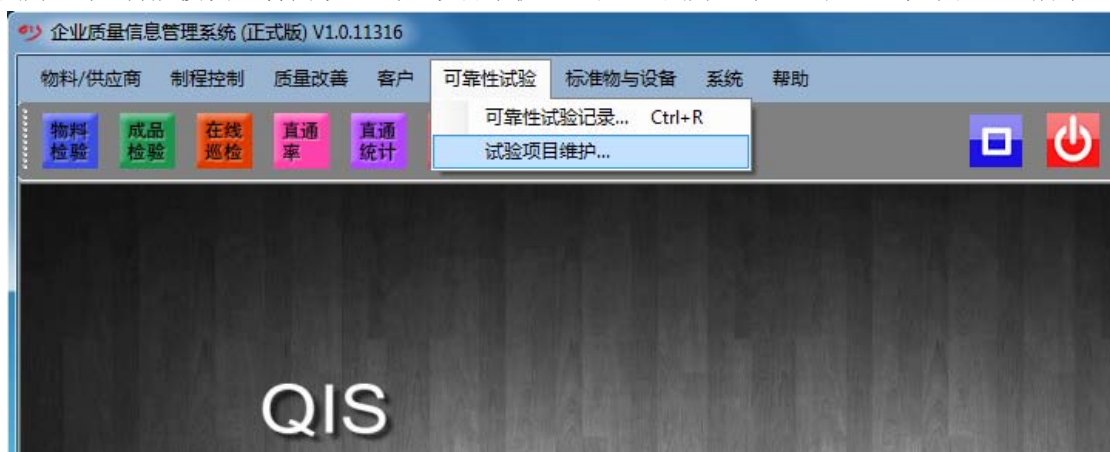 企业质量信息管理系统 (正式版) V1.0.11316
物料/供应商 制程控制 质量改善 客户 可靠性试验 标准物与设备 系统 帮助
可靠性试验记录... Ctrl+R
试验项目维护...
物料检验 成品检验 在线巡检 直通率 直通统计
QIS